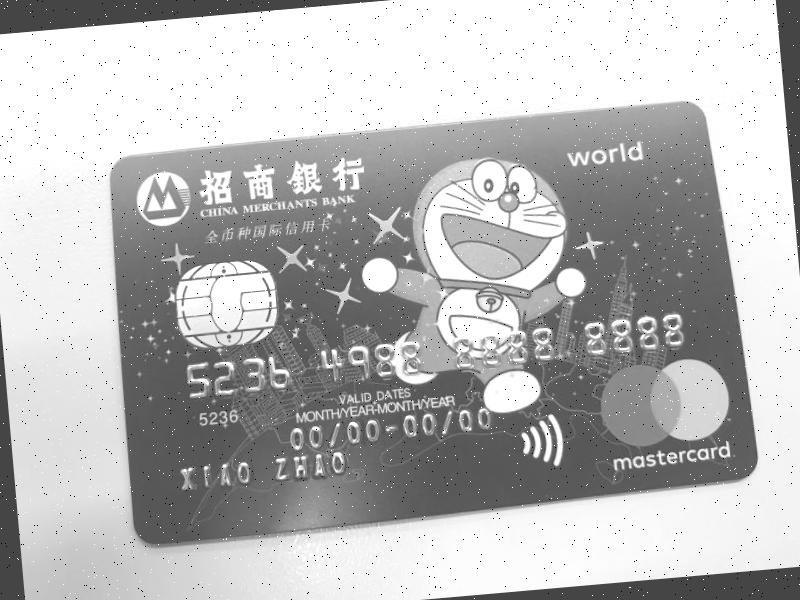 招商银行
CHINA MERCHANTS BANK
world
全币种国际信用卡
5236 4988 8888 8888
5236
VALID DATES
MONTH/YEAR-MONTH/YEAR
00/00-00/00
XIAO ZHAO
mastercard